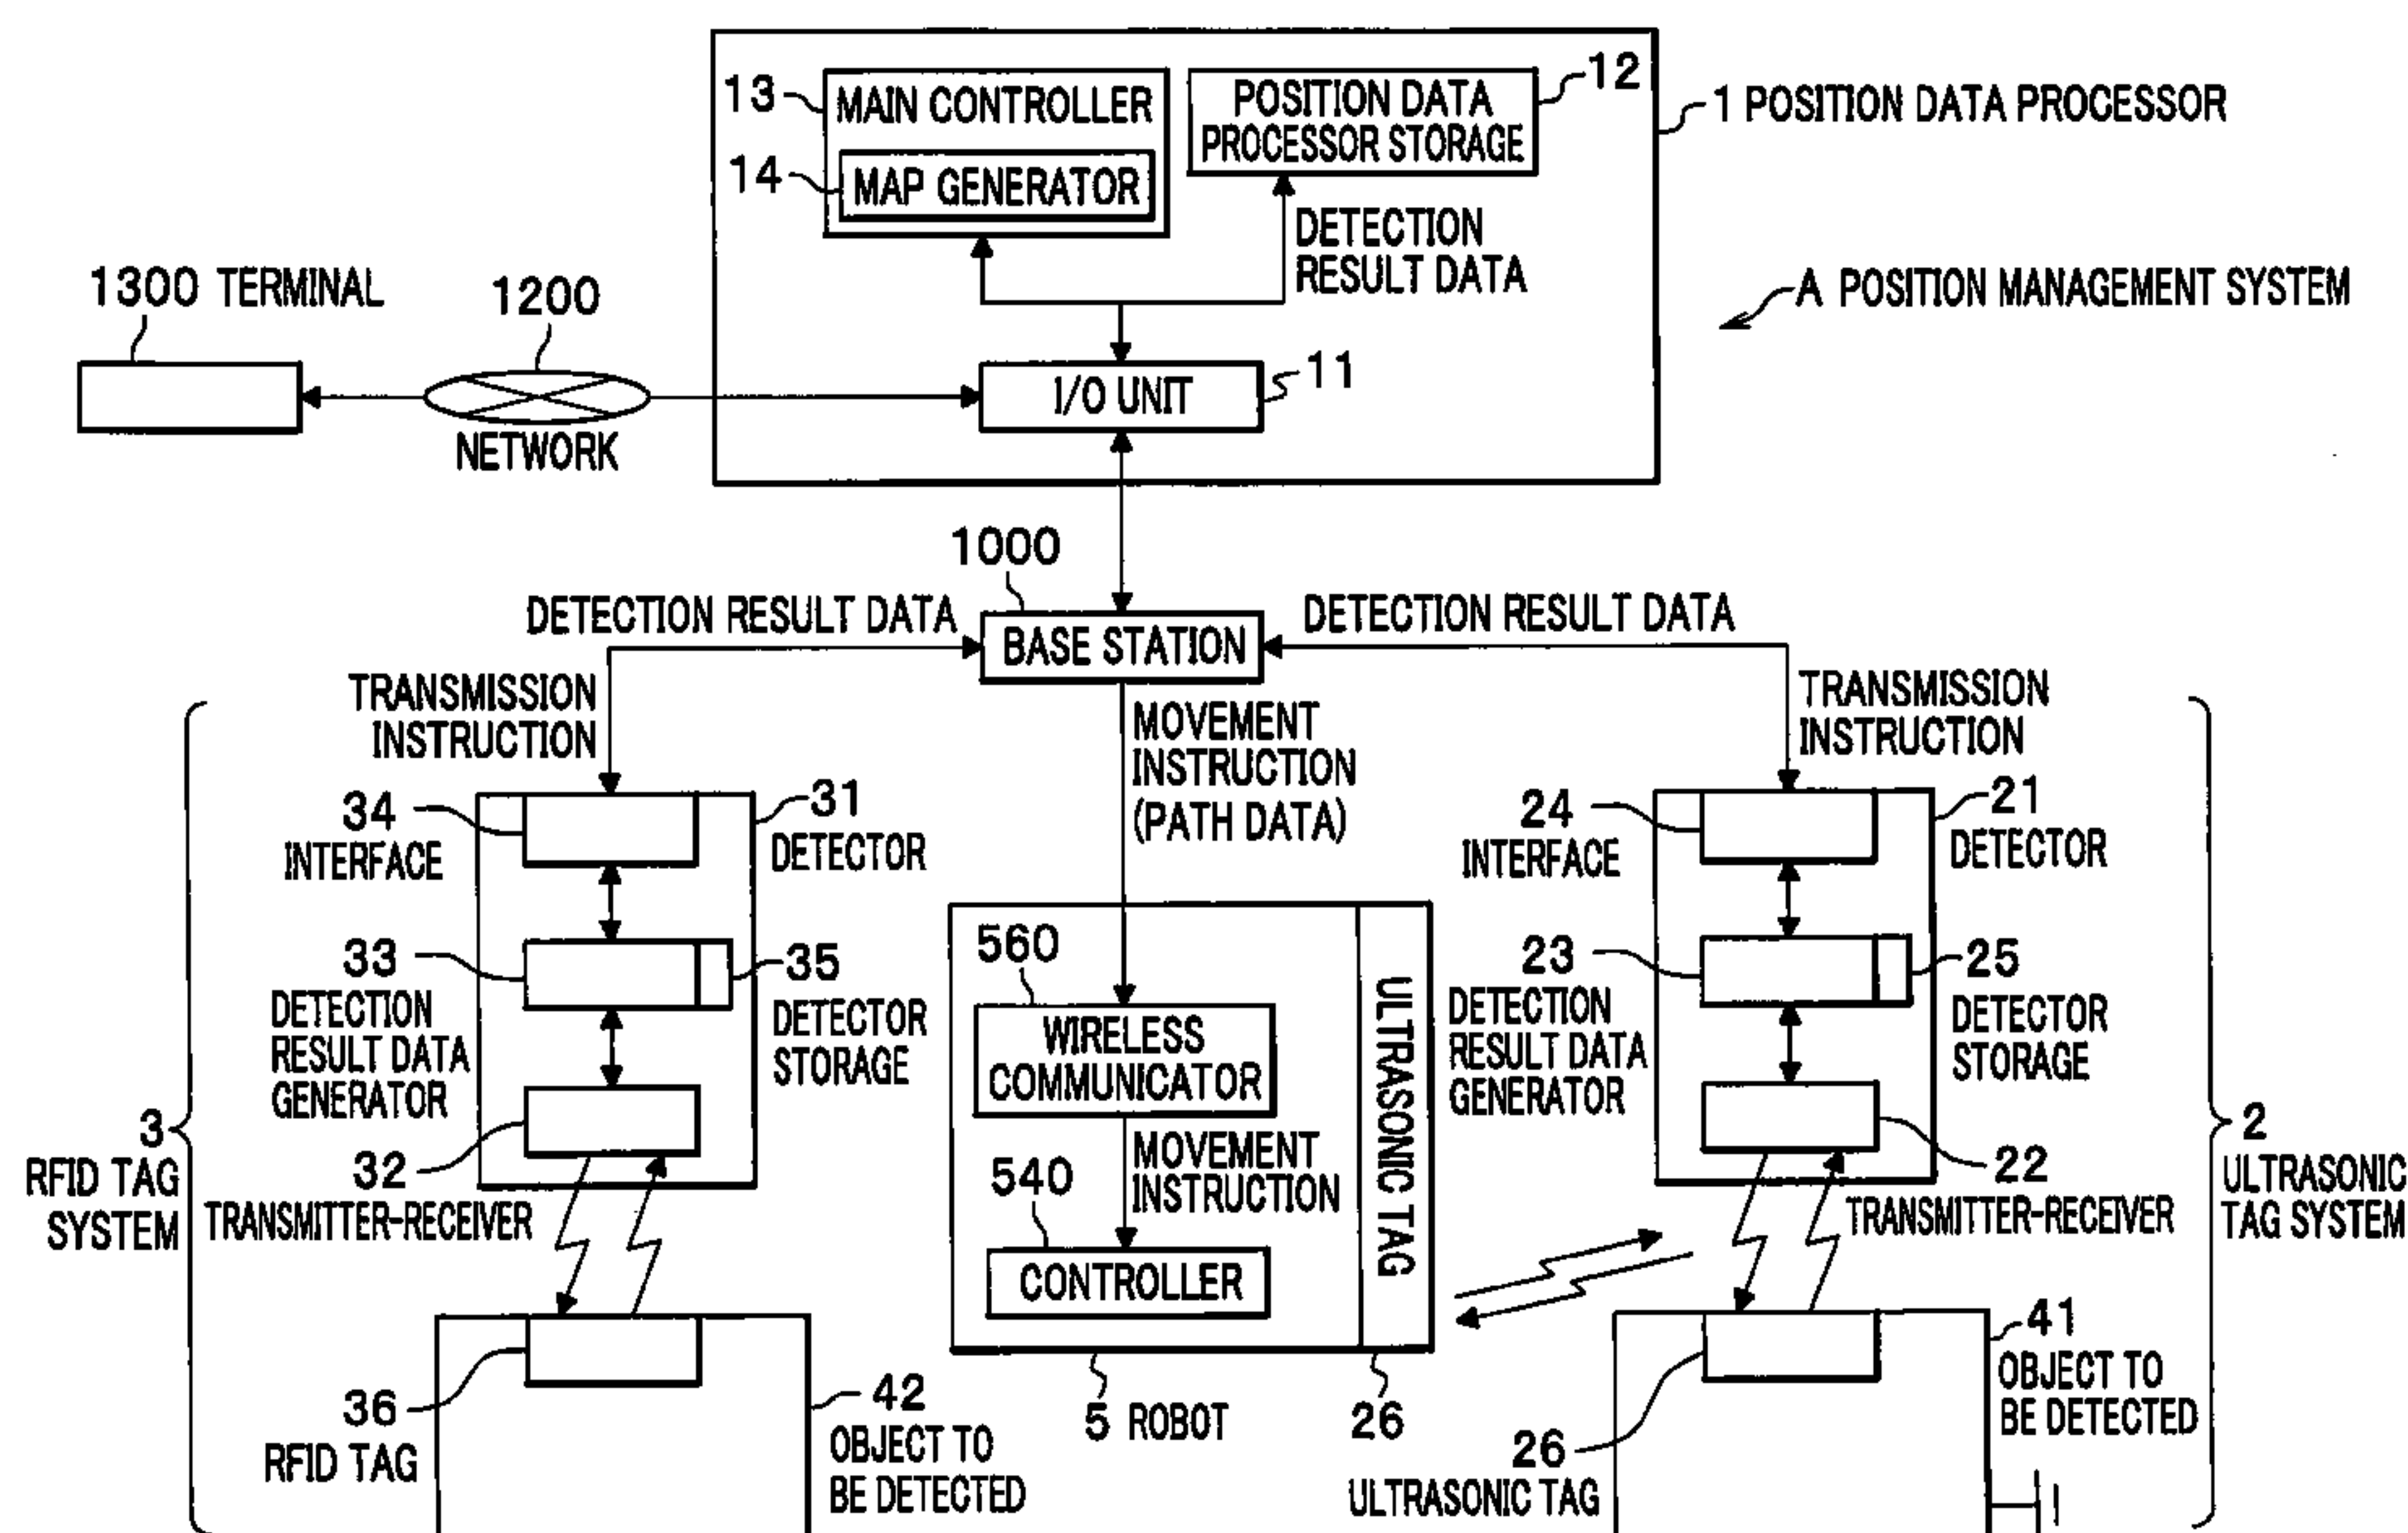 13
MAIN CONTROLLER
14
MAP GENERATOR
POSITION DATA
PROCESSOR STORAGE
12
1 POSITION DATA PROCESSOR
DETECTION
RESULT DATA
A POSITION MANAGEMENT SYSTEM
1300 TERMINAL
1200
NETWORK
I/O UNIT
11
1000
BASE STATION
DETECTION RESULT DATA
DETECTION RESULT DATA
TRANSMISSION
INSTRUCTION
MOVEMENT
INSTRUCTION
(PATH DATA)
TRANSMISSION
INSTRUCTION
3
RFID TAG
SYSTEM
34
INTERFACE
31
DETECTOR
33
DETECTION
RESULT DATA
GENERATOR
35
DETECTOR
STORAGE
32
TRANSMITTER-RECEIVER
36
RFID TAG
42
OBJECT TO
BE DETECTED
560
WIRELESS
COMMUNICATOR
MOVEMENT
INSTRUCTION
540
CONTROLLER
ULTRASONIC TAG
5 ROBOT
26
24
INTERFACE
21
DETECTOR
23
DETECTION
RESULT DATA
GENERATOR
25
DETECTOR
STORAGE
22
TRANSMITTER-RECEIVER
26
ULTRASONIC TAG
41
OBJECT TO
BE DETECTED
2
ULTRASONIC
TAG SYSTEM